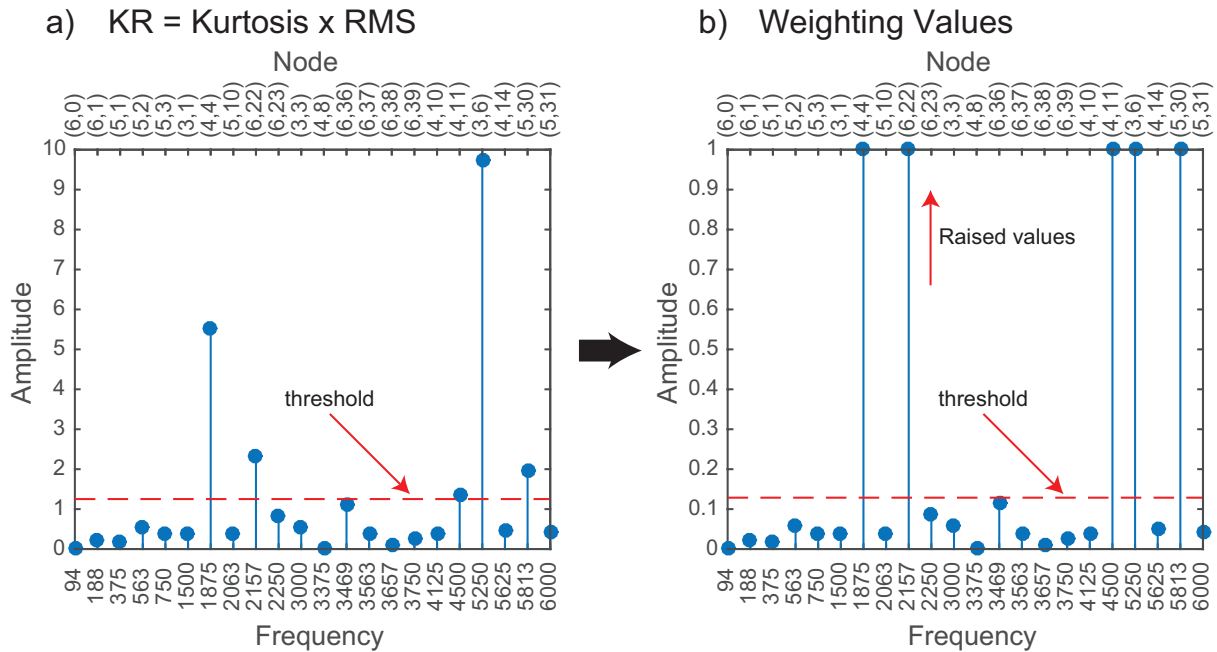 a) KR = Kurtosis x RMS
Node
(6,0) (6,1) (5,1) (5,2) (5,3) (3,1) (4,4) (5,10) (6,22) (6,23) (3,3) (4,8) (6,36) (6,37) (6,38) (6,39) (4,10) (4,11) (3,6) (4,14) (5,30) (5,31)
10
9
8
7
6
5
4
3
2
1
0
Amplitude
threshold
94 188 375 563 750 1500 1875 2063 2157 2250 3000 3375 3469 3563 3657 3750 4125 4500 5250 5625 5813 6000
Frequency
b) Weighting Values
Node
(6,0) (6,1) (5,1) (5,2) (5,3) (3,1) (4,4) (5,10) (6,22) (6,23) (3,3) (4,8) (6,36) (6,37) (6,38) (6,39) (4,10) (4,11) (3,6) (4,14) (5,30) (5,31)
1
0.9
0.8
0.7
0.6
0.5
0.4
0.3
0.2
0.1
0
Amplitude
Raised values
threshold
94 188 375 563 750 1500 1875 2063 2157 2250 3000 3375 3469 3563 3657 3750 4125 4500 5250 5625 5813 6000
Frequency